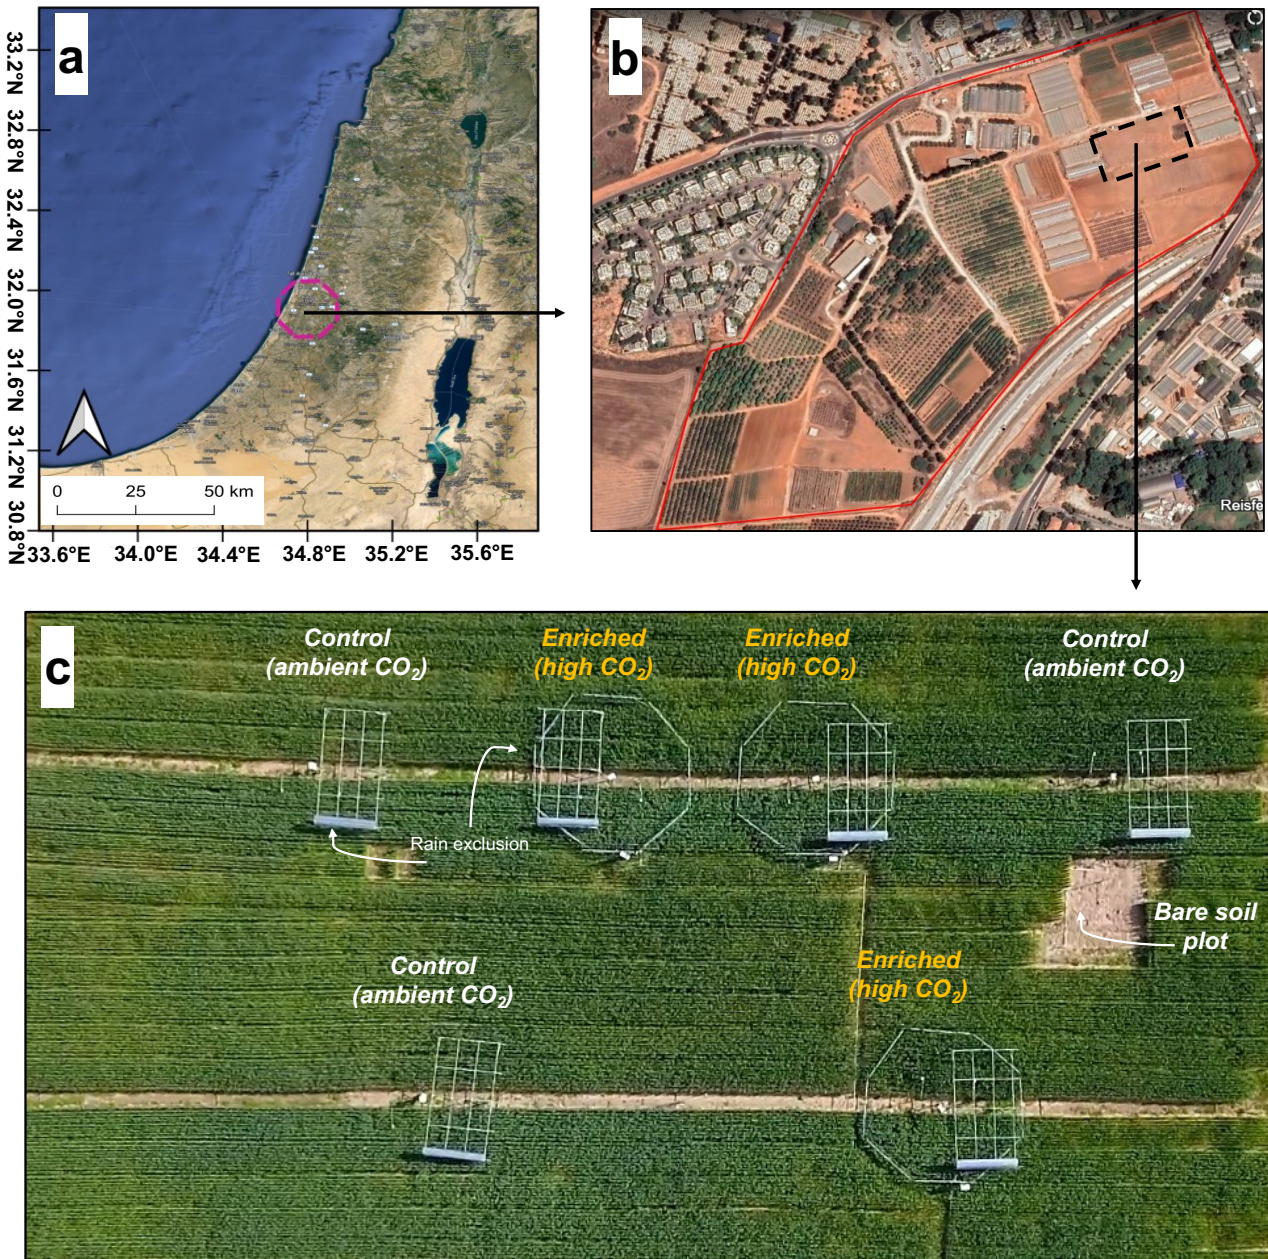 a
33.2°N
32.8°N
32.4°N
32.0°N
31.6°N
31.2°N
30.8°N
0 25 50 km
33.6°E 34.0°E 34.4°E 34.8°E 35.2°E 35.6°E
b
Reisfe
c
Control
(ambient CO₂)
Enriched
(high CO₂)
Enriched
(high CO₂)
Control
(ambient CO₂)
Rain exclusion
Bare soil
plot
Control
(ambient CO₂)
Enriched
(high CO₂)